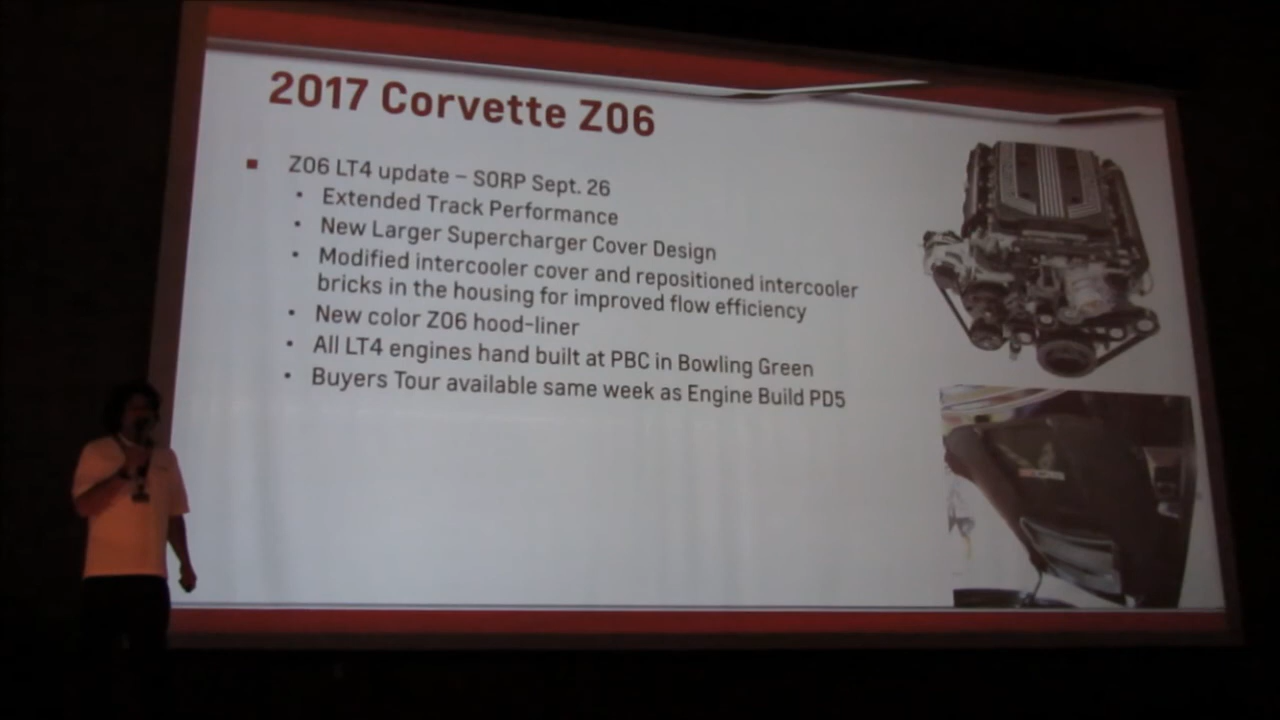 2017 Corvette Z06
Z06 LT4 update – SORP Sept. 26
Extended Track Performance
New Larger Supercharger Cover Design
Modified intercooler cover and repositioned intercooler
bricks in the housing for improved flow efficiency
New color Z06 hood-liner
All LT4 engines hand built at PBC in Bowling Green
Buyers Tour available same week as Engine Build PD5